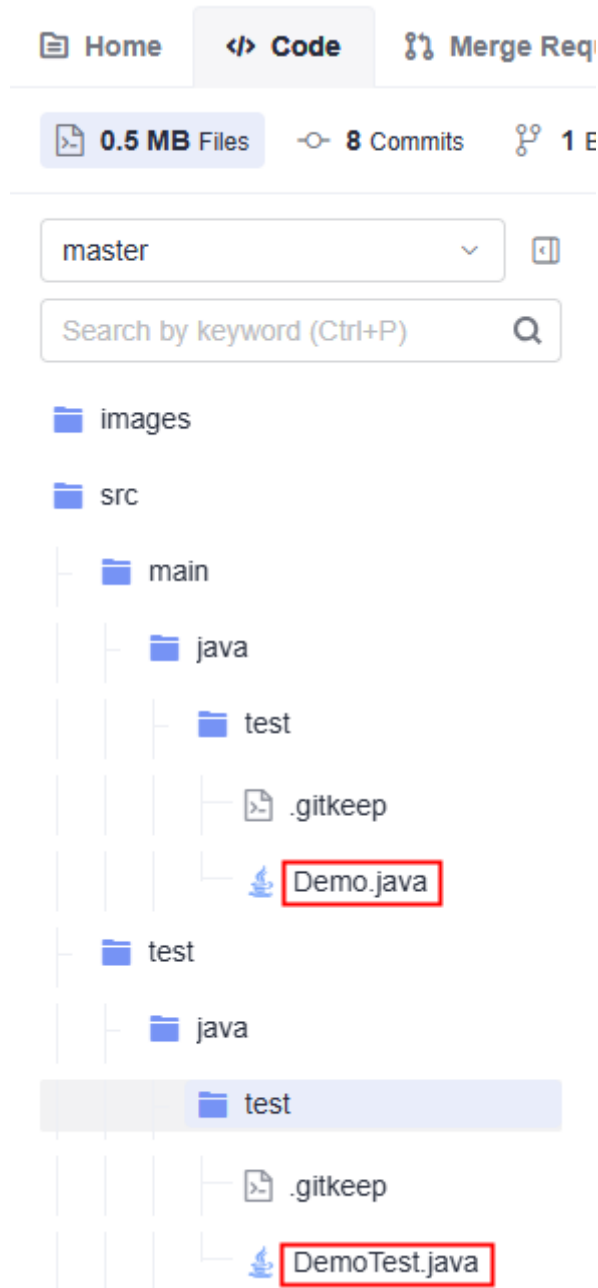 Home Code Merge Requ
0.5 MB Files 8 Commits 1 B
master
Search by keyword (Ctrl+P)
images
src
main
java
test
.gitkeep
Demo.java
test
java
test
.gitkeep
DemoTest.java